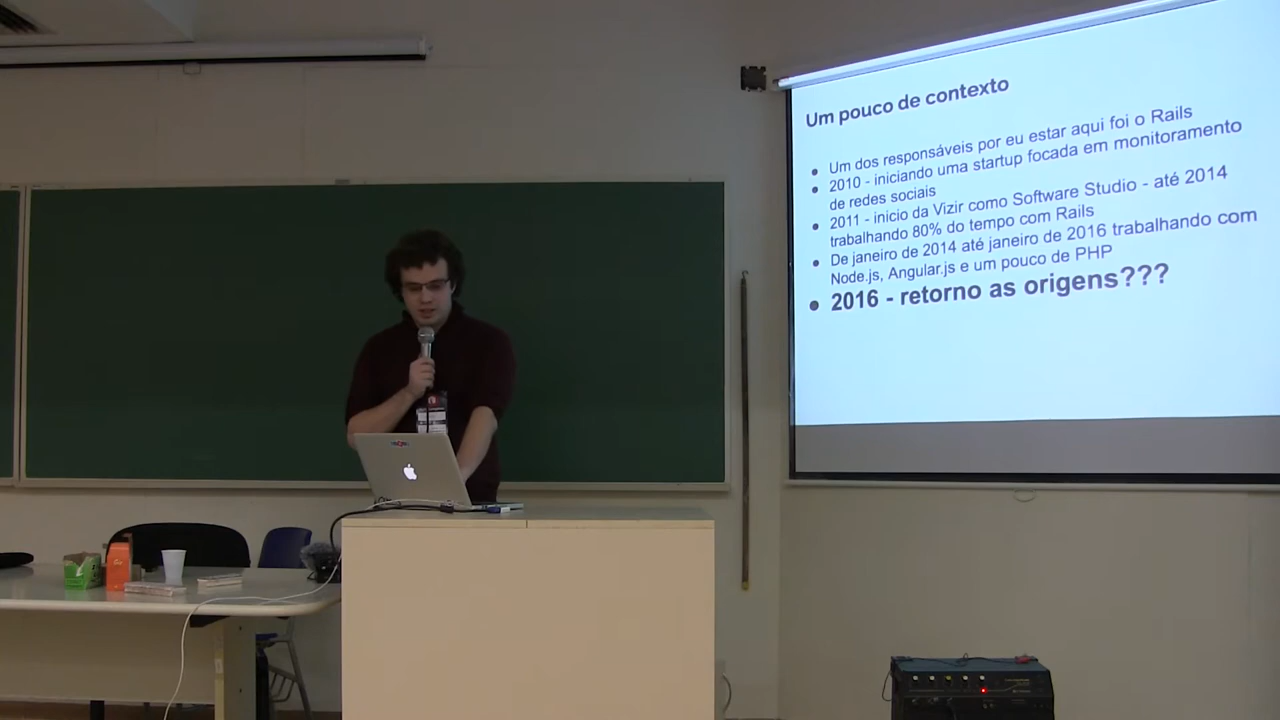 Um pouco de contexto
Um dos responsáveis por eu estar aqui foi o Rails
2010 - iniciando uma startup focada em monitoramento
de redes sociais
2011 - inicio da Vizir como Software Studio - até 2014
trabalhando 80% do tempo com Rails
De janeiro de 2014 até janeiro de 2016 trabalhando com
Node.js, Angular.js e um pouco de PHP
2016 - retorno as origens???